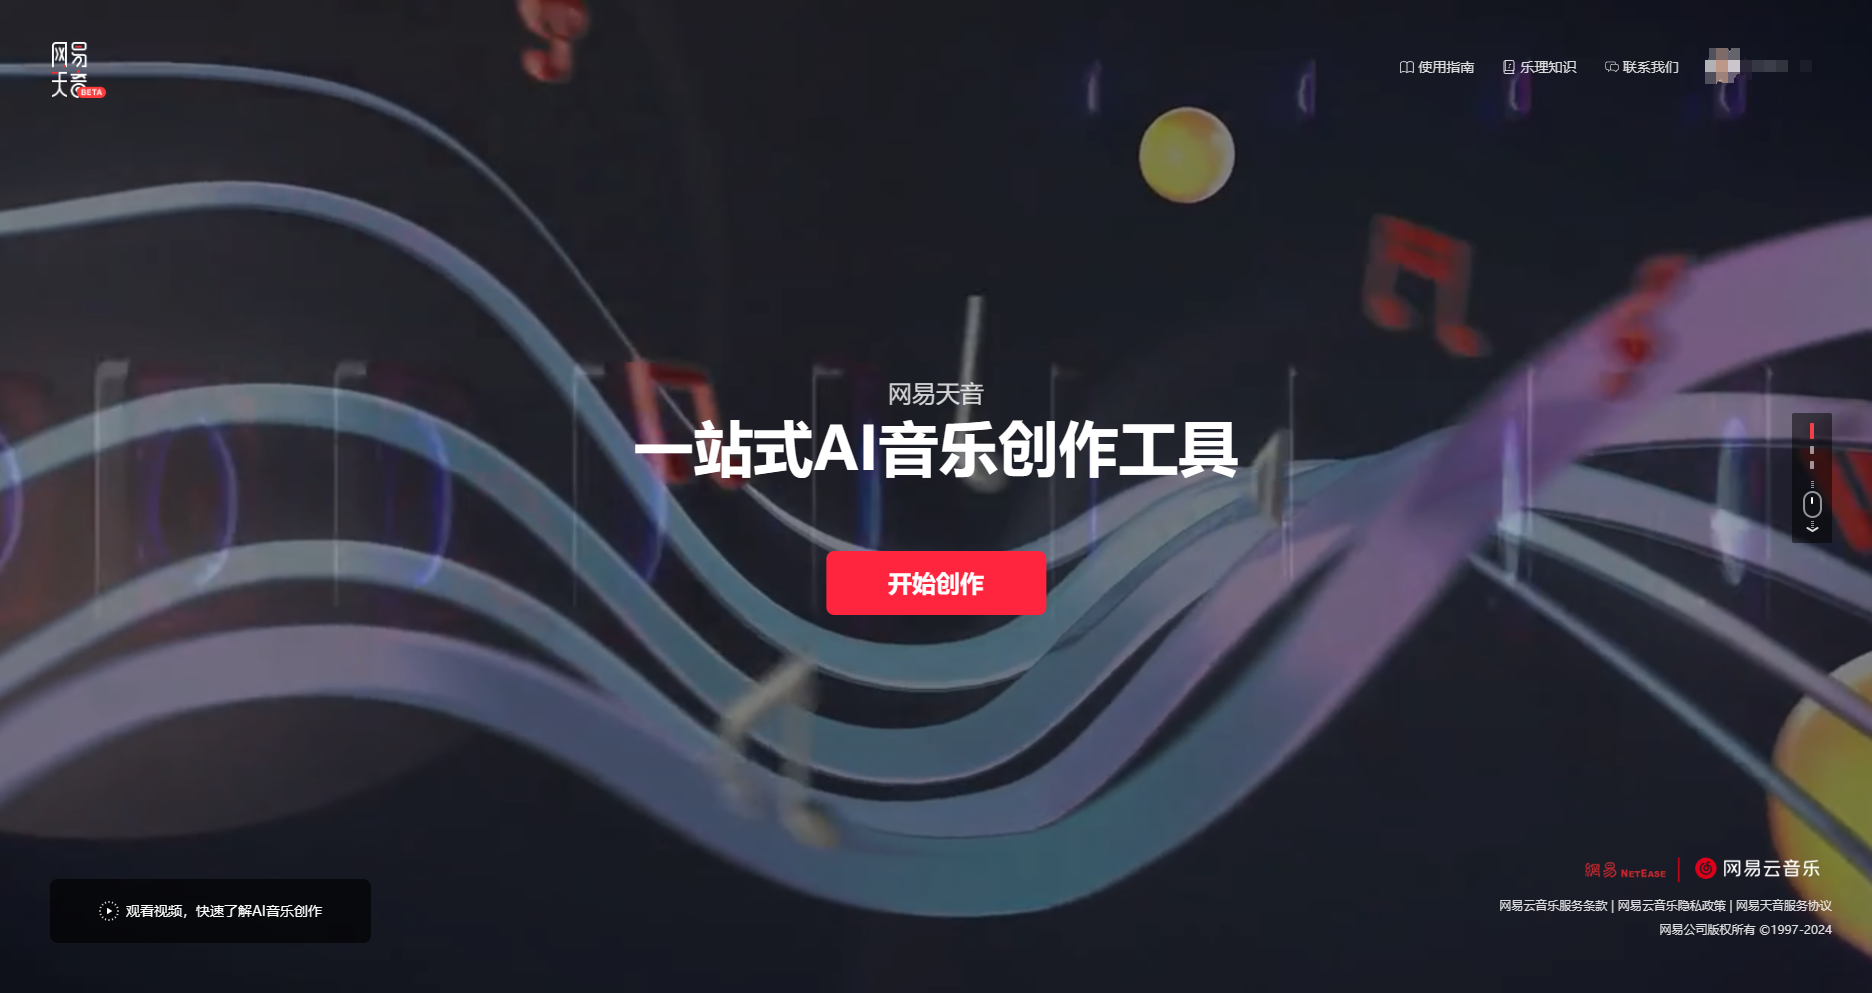 网易
天音
BETA
使用指南
乐理知识
联系我们
网易天音
一站式AI音乐创作工具
开始创作
观看视频，快速了解AI音乐创作
網易 NETEASE | 网易云音乐
网易云音乐服务条款 | 网易云音乐隐私政策 | 网易天音服务协议
网易公司版权所有 ©1997-2024